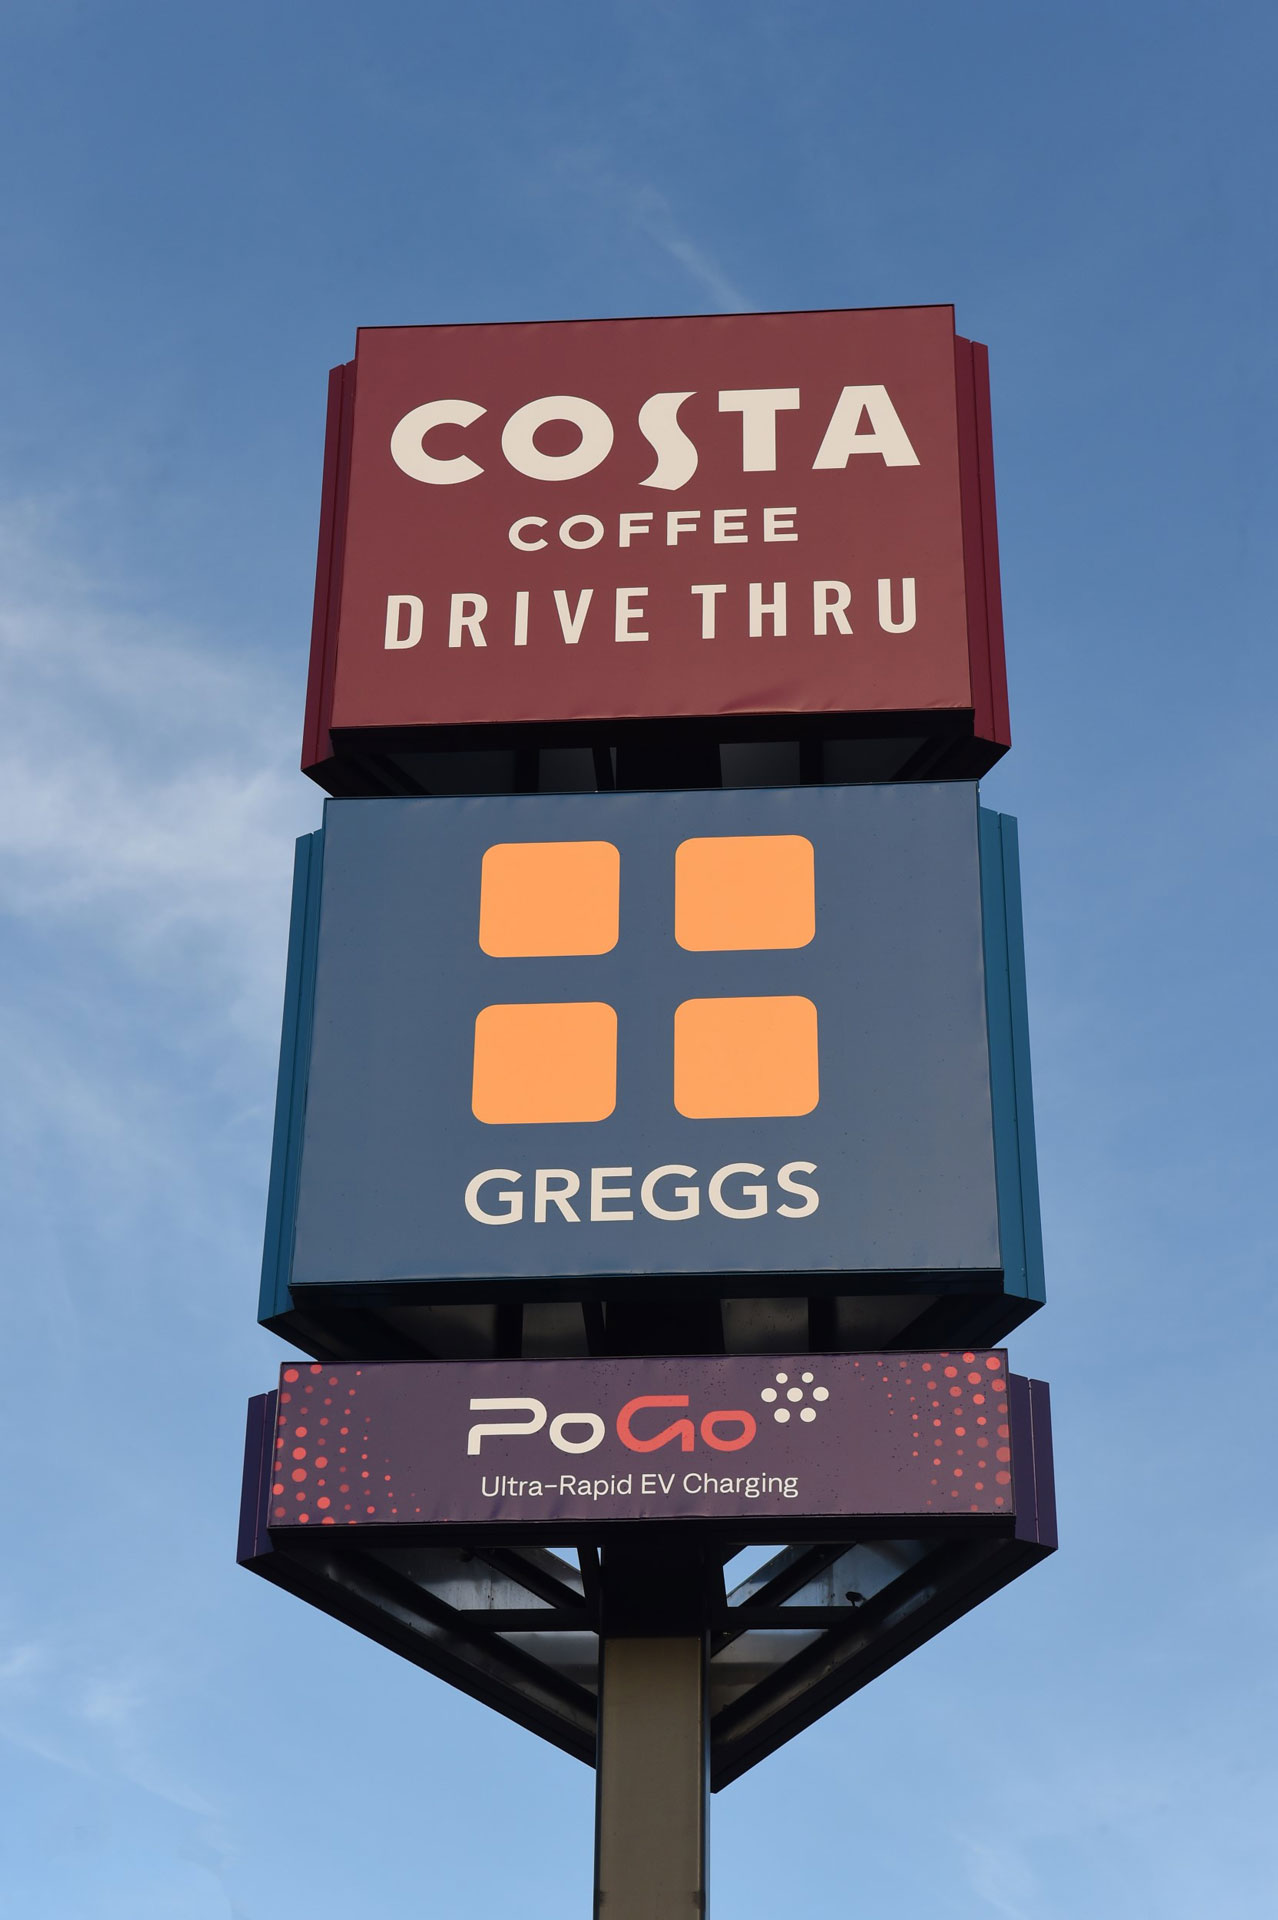 COSTA
COFFEE
DRIVE THRU
GREGGS
PoGo
Ultra-Rapid EV Charging